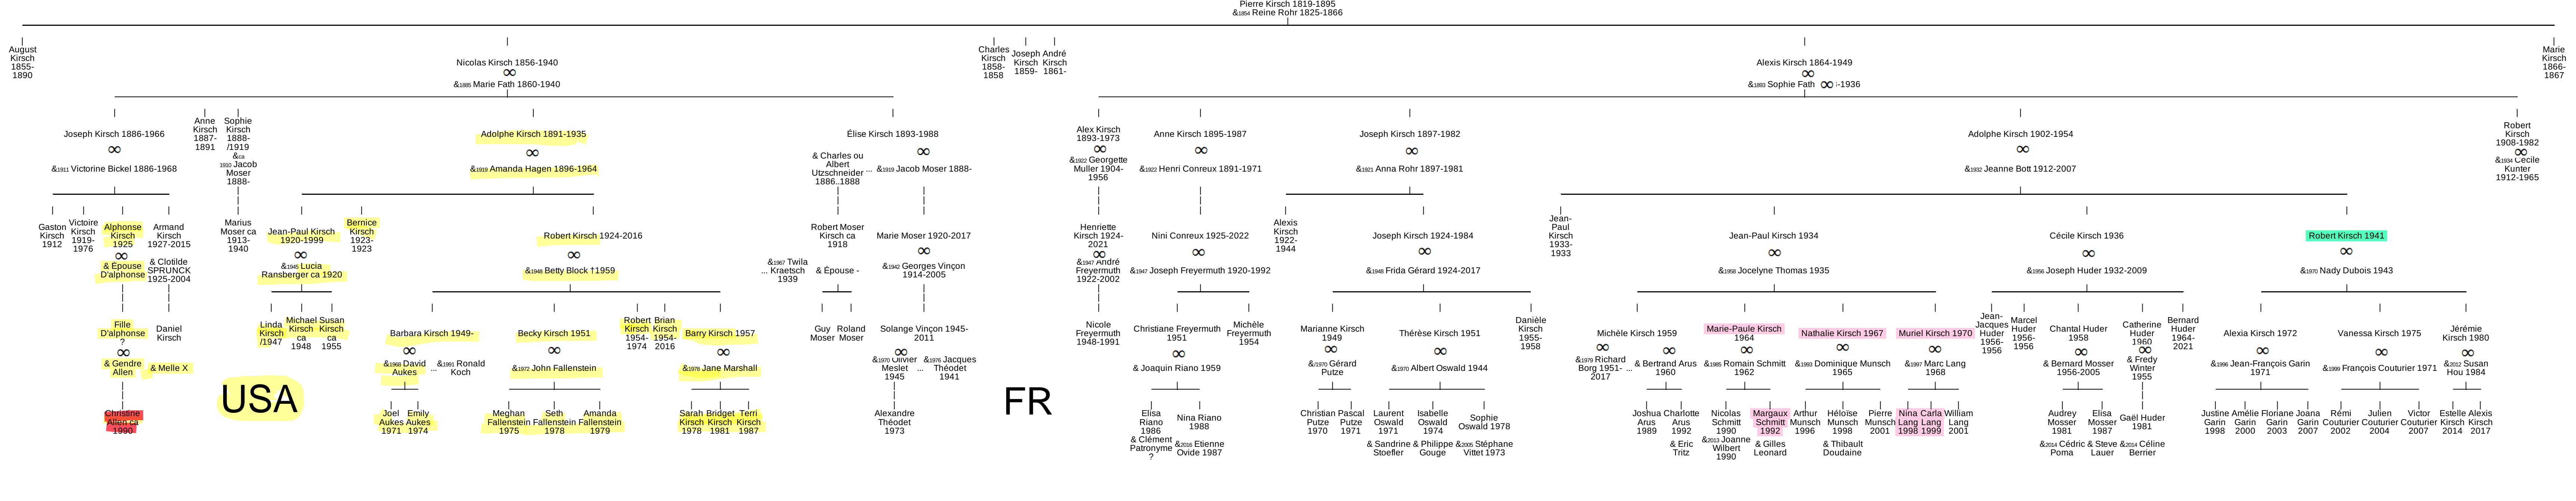 Pierre Kirsch 1819-1895
&1854 Reine Rohr 1825-1866
August
Kirsch
1855-
1890
Nicolas Kirsch 1856-1940
∞
&1885 Marie Fath 1860-1940
Charles
Kirsch
1858-
1858
Joseph
Kirsch
1859-
André
Kirsch
1861-
Alexis Kirsch 1864-1949
∞
&1893 Sophie Fath ∞ -1936
Marie
Kirsch
1866-
1867
Joseph Kirsch 1886-1966
∞
&1911 Victorine Bickel 1886-1968
Anne
Kirsch
1887-
1891
Sophie
Kirsch
1888-
/1919
&ca
1910 Jacob
Moser
1888-
Adolphe Kirsch 1891-1935
∞
&1919 Amanda Hagen 1896-1964
Élise Kirsch 1893-1988
∞
& Charles ou
Albert
Utzschneider
1886..1888
... &1919 Jacob Moser 1888-
Alex Kirsch
1893-1973
∞
&1922 Georgette
Muller 1904-
1956
Anne Kirsch 1895-1987
∞
&1922 Henri Conreux 1891-1971
Joseph Kirsch 1897-1982
∞
&1921 Anna Rohr 1897-1981
Adolphe Kirsch 1902-1954
∞
&1932 Jeanne Bott 1912-2007
Robert
Kirsch
1908-1982
∞
&1934 Cécile
Kunter
1912-1965
Gaston
Kirsch
1912
Victoire
Kirsch
1919-
1976
Alphonse
Kirsch
1925
∞
& Épouse
D'alphonse
Armand
Kirsch
1927-2015
& Clotilde
SPRUNCK
1925-2004
Marius
Moser ca
1913-
1940
Jean-Paul Kirsch
1920-1999
∞
&1945 Lucia
Ransberger ca 1920
Bernice
Kirsch
1923-
1923
Robert Kirsch 1924-2016
∞
&1948 Betty Block †1959
&1967 Twila
... Kraetsch
1939
Robert Moser
Kirsch ca
1918
& Épouse -
Marie Moser 1920-2017
∞
&1942 Georges Vinçon
1914-2005
Henriette
Kirsch 1924-
2021
∞
&1947 André
Freyermuth
1922-2002
Nini Conreux 1925-2022
∞
&1947 Joseph Freyermuth 1920-1992
Alexis
Kirsch
1922-
1944
Joseph Kirsch 1924-1984
∞
&1948 Frida Gérard 1924-2017
Jean-
Paul
Kirsch
1933-
1933
Jean-Paul Kirsch 1934
∞
&1958 Jocelyne Thomas 1935
Cécile Kirsch 1936
∞
&1956 Joseph Huder 1932-2009
Robert Kirsch 1941
∞
&1970 Nady Dubois 1943
Fille
D'alphonse
?
∞
& Gendre
Allen
& Melle X
Daniel
Kirsch
Linda
Kirsch
/1947
Michael
Kirsch
ca
1948
Susan
Kirsch
ca
1955
Barbara Kirsch 1949-
∞
&1968 David
Aukes
... &1991 Ronald
Koch
Becky Kirsch 1951
∞
&1972 John Fallenstein
Robert
Kirsch
1954-
1974
Brian
Kirsch
1954-
2016
Barry Kirsch 1957
∞
&1978 Jane Marshall
Guy
Moser
Roland
Moser
Solange Vinçon 1945-
2011
∞
&1970 Olivier
Meslet
1945
...
&1976 Jacques
Théodet
1941
Nicole
Freyermuth
1948-1991
Christiane Freyermuth
1951
∞
& Joaquin Riano 1959
Michèle
Freyermuth
1954
Marianne Kirsch
1949
∞
&1970 Gérard
Putze
Thérèse Kirsch 1951
∞
&1970 Albert Oswald 1944
Danièle
Kirsch
1955-
1958
Michèle Kirsch 1959
∞ ∞
&1979 Richard
Borg 1951-
2017
... & Bertrand Arus
1960
Marie-Paule Kirsch
1964
∞
&1985 Romain Schmitt
1962
Nathalie Kirsch 1967
∞
&1993 Dominique Munsch
1965
Muriel Kirsch 1970
∞
&1997 Marc Lang
1968
Jean-
Jacques
Huder
1956-
1956
Marcel
Huder
1956-
1956
Chantal Huder
1958
∞
& Bernard Mosser
1956-2005
Catherine
Huder
1960
∞
& Fredy
Winter
1955
Bernard
Huder
1964-
2021
Alexia Kirsch 1972
∞
&1996 Jean-François Garin
1971
Vanessa Kirsch 1975
∞
&1999 François Couturier 1971
Jérémie
Kirsch 1980
∞
&2012 Susan
Hou 1984
USA
FR
Christine
Allen ca
1990
Joel
Aukes
1971
Emily
Aukes
1974
Meghan
Fallenstein
1975
Seth
Fallenstein
1978
Amanda
Fallenstein
1979
Sarah
Kirsch
1978
Bridget
Kirsch
1981
Terri
Kirsch
1987
Alexandre
Théodet
1973
Elisa
Riano
1986
& Clément
Patronyme
?
Nina Riano
1988
&2016 Etienne
Ovide 1987
Christian
Putze
1970
Pascal
Putze
1971
Laurent
Oswald
1971
& Sandrine
Stoefler
Isabelle
Oswald
1974
& Philippe
Gouge
Sophie
Oswald 1978
&2005 Stéphane
Vittet 1973
Joshua
Arus
1989
Charlotte
Arus
1992
& Eric
Tritz
Nicolas
Schmitt
1990
&2013 Joanne
Wilbert
1990
Margaux
Schmitt
1992
& Gilles
Leonard
Arthur
Munsch
1996
Héloïse
Munsch
1998
& Thibault
Doudaine
Pierre
Munsch
2001
Nina
Lang
1998
Carla
Lang
1999
William
Lang
2001
Audrey
Mosser
1981
&2014 Cédric
Poma
Elisa
Mosser
1987
& Steve
Lauer
Gaël Huder
1981
&2014 Céline
Berrier
Justine
Garin
1998
Amélie
Garin
2000
Floriane
Garin
2003
Joana
Garin
2007
Rémi
Couturier
2002
Julien
Couturier
2004
Victor
Couturier
2007
Estelle
Kirsch
2014
Alexis
Kirsch
2017